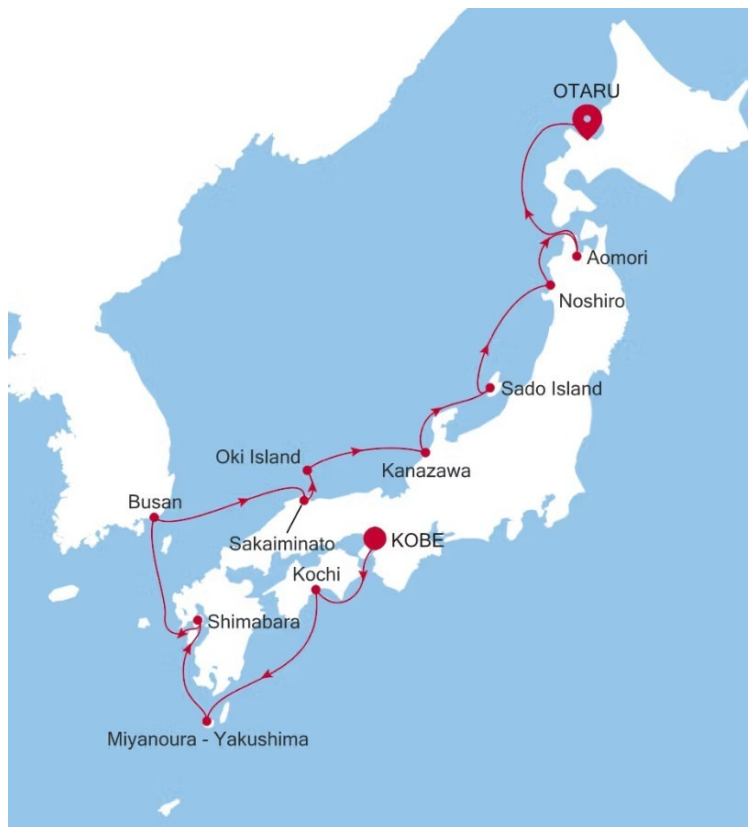 OTARU
Aomori
Noshiro
Sado Island
Oki Island
Kanazawa
Busan
Sakaiminato
KOBE
Kochi
Shimabara
Miyanoura - Yakushima